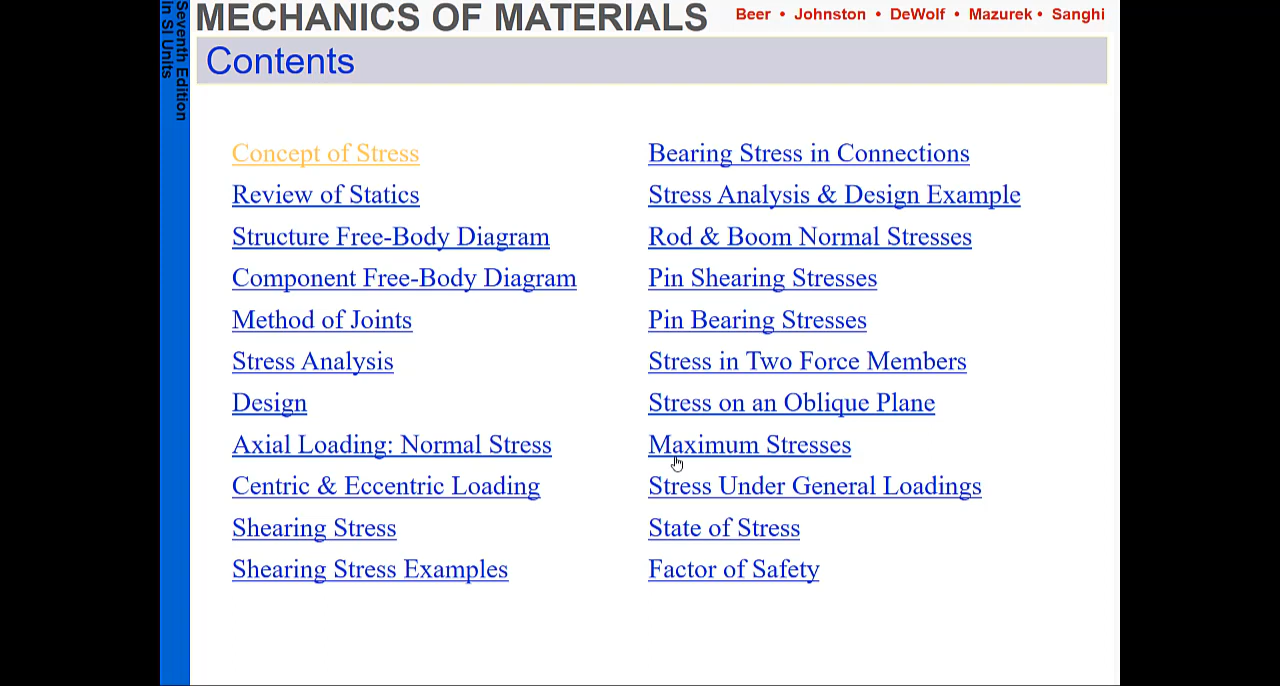 MECHANICS OF MATERIALS
Beer • Johnston • DeWolf • Mazurek • Sanghi
Seventh Edition
in SI Units
Contents
Concept of Stress
Review of Statics
Structure Free-Body Diagram
Component Free-Body Diagram
Method of Joints
Stress Analysis
Design
Axial Loading: Normal Stress
Centric & Eccentric Loading
Shearing Stress
Shearing Stress Examples
Bearing Stress in Connections
Stress Analysis & Design Example
Rod & Boom Normal Stresses
Pin Shearing Stresses
Pin Bearing Stresses
Stress in Two Force Members
Stress on an Oblique Plane
Maximum Stresses
Stress Under General Loadings
State of Stress
Factor of Safety